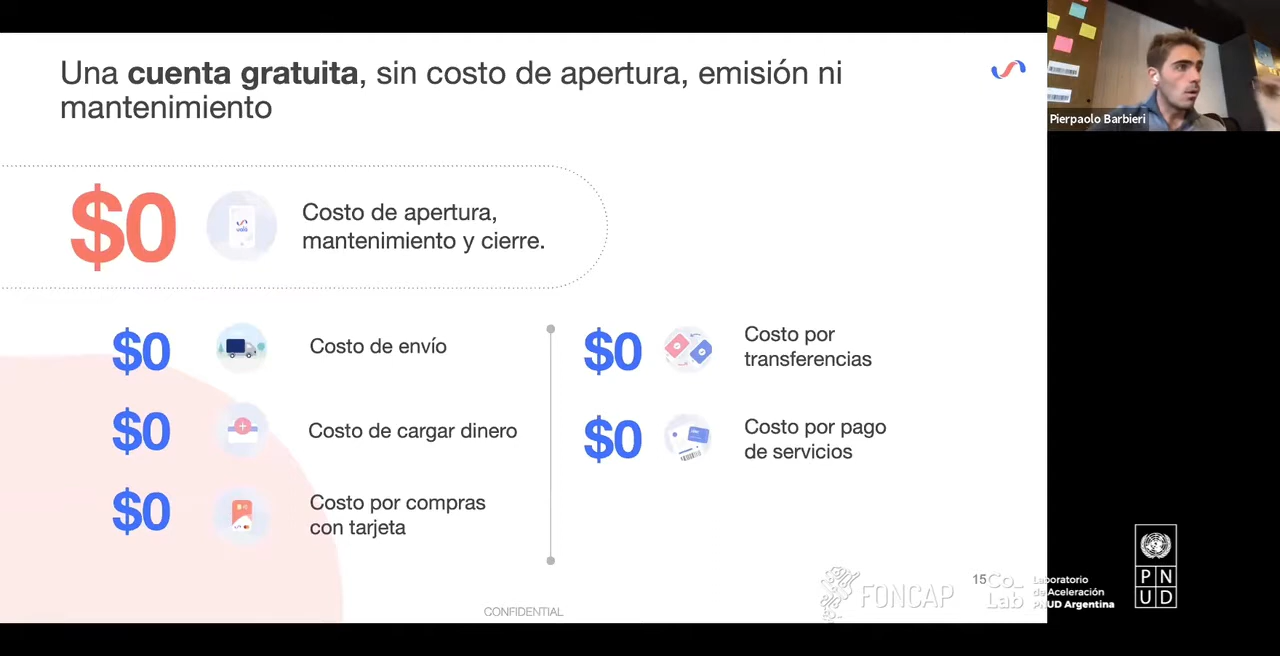 Una cuenta gratuita, sin costo de apertura, emisión ni
mantenimiento
Pierpaolo Barbieri
$0
ualá
Costo de apertura,
mantenimiento y cierre.
$0
Costo de envío
$0
Costo de cargar dinero
$0
Costo por compras
con tarjeta
$0
Costo por
transferencias
$0
Costo por pago
de servicios
CONFIDENTIAL
FONCAP
15
Co_
Lab
Laboratorio
de Aceleración
PNUD Argentina
P N
U D